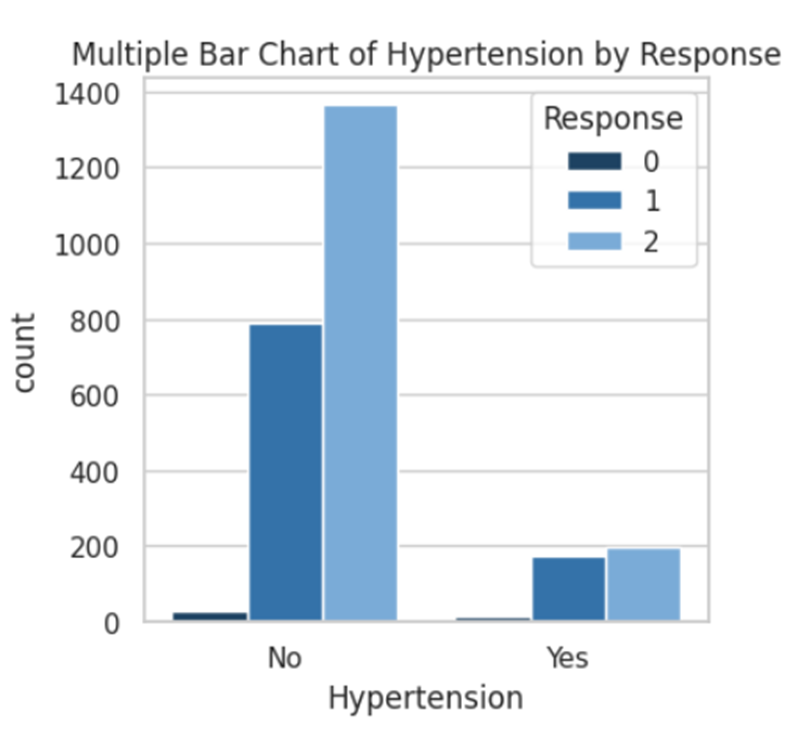 Multiple Bar Chart of Hypertension by Response
1400
1200
1000
800
600
400
200
0
count
Response
0
1
2
No Yes
Hypertension